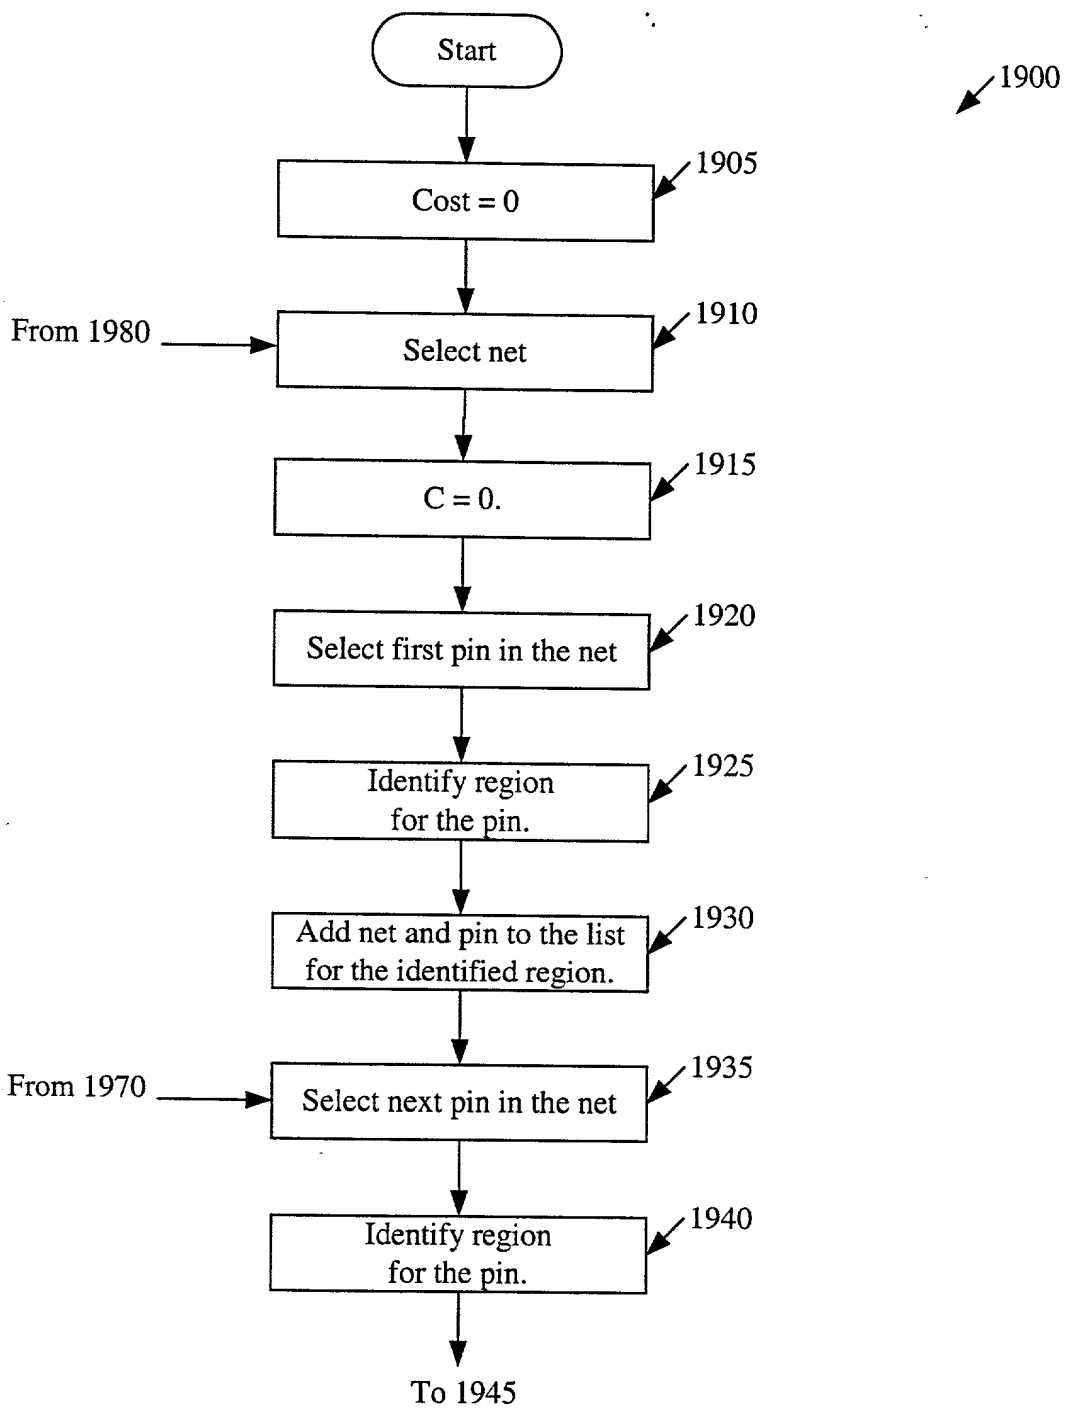 Start
1900
1905
Cost = 0
1910
From 1980
Select net
1915
C = 0.
1920
Select first pin in the net
1925
Identify region
for the pin.
1930
Add net and pin to the list
for the identified region.
1935
From 1970
Select next pin in the net
1940
Identify region
for the pin.
To 1945